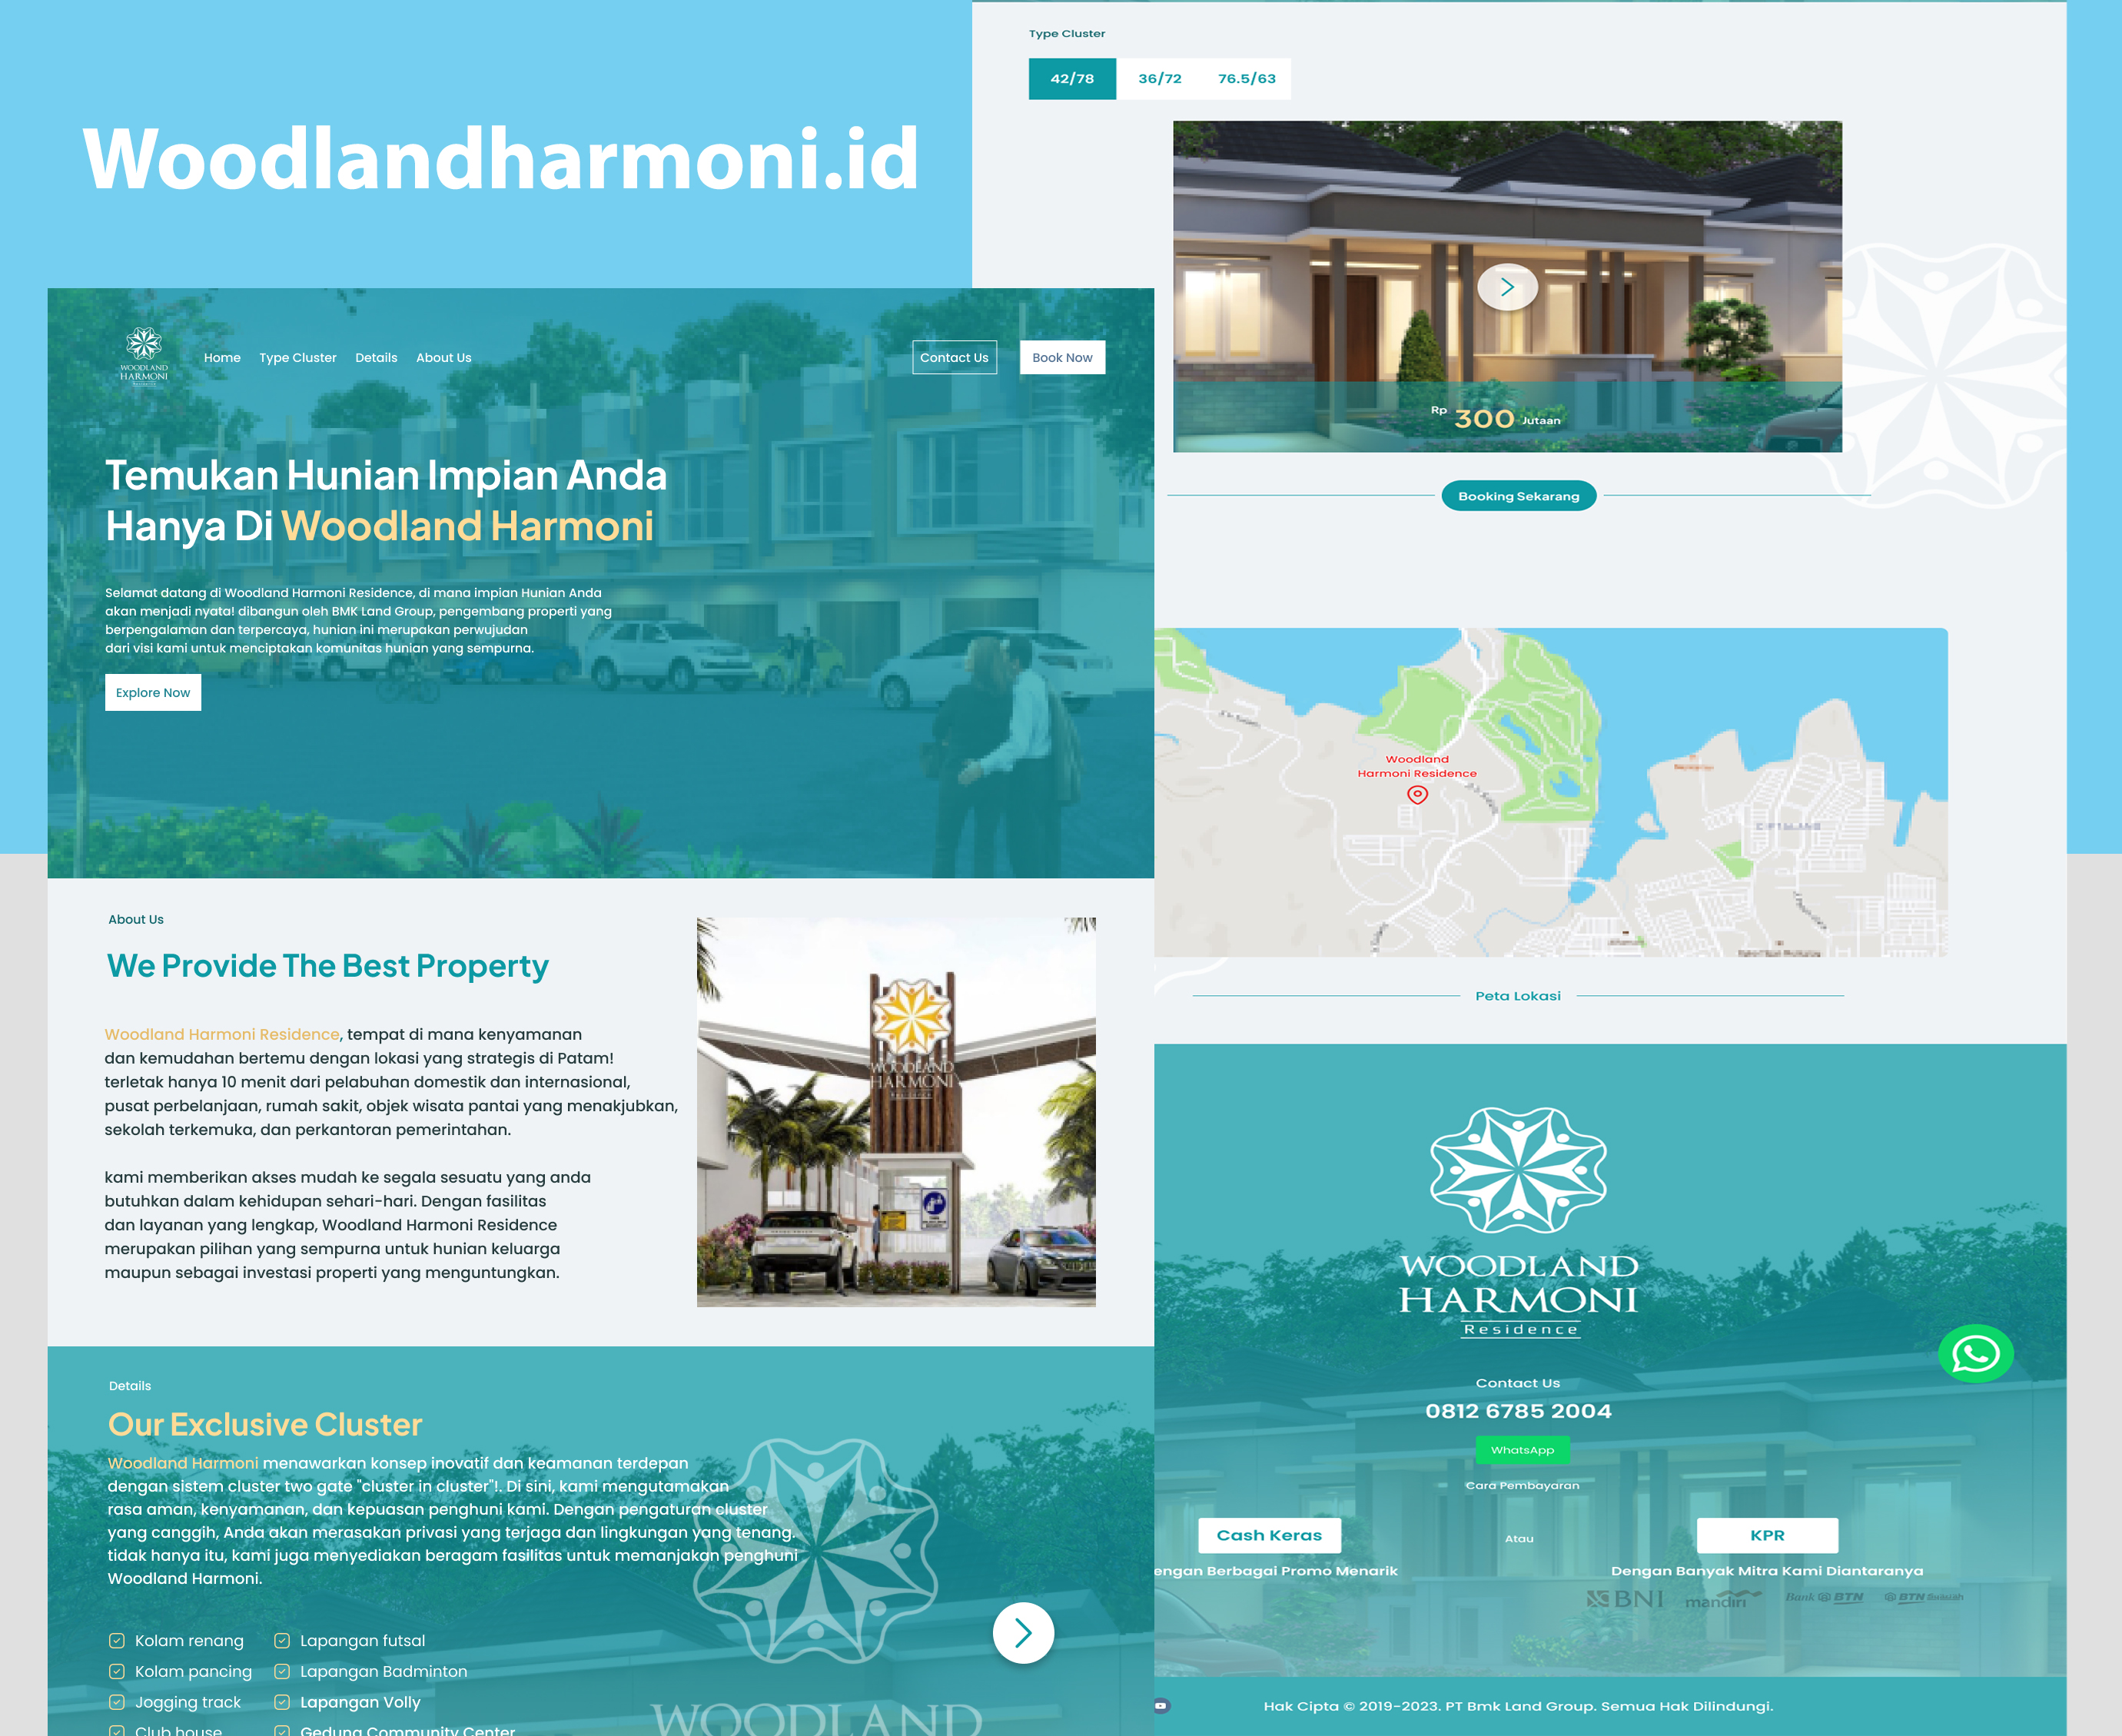 Woodlandharmoni.id
WOODLAND
HARMONI
Home
Type Cluster
Details
About Us
Contact Us
Book Now
Temukan Hunian Impian Anda
Hanya Di Woodland Harmoni
Selamat datang di Woodland Harmoni Residence, di mana impian Hunian Anda
akan menjadi nyata! dibangun oleh BMK Land Group, pengembang properti yang
berpengalaman dan terpercaya, hunian ini merupakan perwujudan
dari visi kami untuk menciptakan komunitas hunian yang sempurna.
Explore Now
About Us
We Provide The Best Property
Woodland Harmoni Residence, tempat di mana kenyamanan
dan kemudahan bertemu dengan lokasi yang strategis di Patam!
terletak hanya 10 menit dari pelabuhan domestik dan internasional,
pusat perbelanjaan, rumah sakit, objek wisata pantai yang menakjubkan,
sekolah terkemuka, dan perkantoran pemerintahan.
kami memberikan akses mudah ke segala sesuatu yang anda
butuhkan dalam kehidupan sehari-hari. Dengan fasilitas
dan layanan yang lengkap, Woodland Harmoni Residence
merupakan pilihan yang sempurna untuk hunian keluarga
maupun sebagai investasi properti yang menguntungkan.
WOODLAND
HARMONI
Residence
Details
Our Exclusive Cluster
Woodland Harmoni menawarkan konsep inovatif dan keamanan terdepan
dengan sistem cluster two gate "cluster in cluster"!. Di sini, kami mengutamakan
rasa aman, kenyamanan, dan kepuasan penghuni kami. Dengan pengaturan cluster
yang canggih, Anda akan merasakan privasi yang terjaga dan lingkungan yang tenang.
tidak hanya itu, kami juga menyediakan beragam fasilitas untuk memanjakan penghuni
Woodland Harmoni.
Kolam renang
Lapangan futsal
Kolam pancing
Lapangan Badminton
Jogging track
Lapangan Volly
Club house
Gedung Community Center
WOODLAND
Type Cluster
42/78
36/72
76.5/63
Rp 300 Jutaan
Booking Sekarang
Woodland
Harmoni Residence
Peta Lokasi
WOODLAND
HARMONI
Residence
Contact Us
0812 6785 2004
WhatsApp
Cara Pembayaran
Cash Keras
Atau
KPR
engan Berbagai Promo Menarik
Dengan Banyak Mitra Kami Diantaranya
BNI
mandiri
Bank BTN
BTN Syariah
Hak Cipta © 2019-2023. PT Bmk Land Group. Semua Hak Dilindungi.